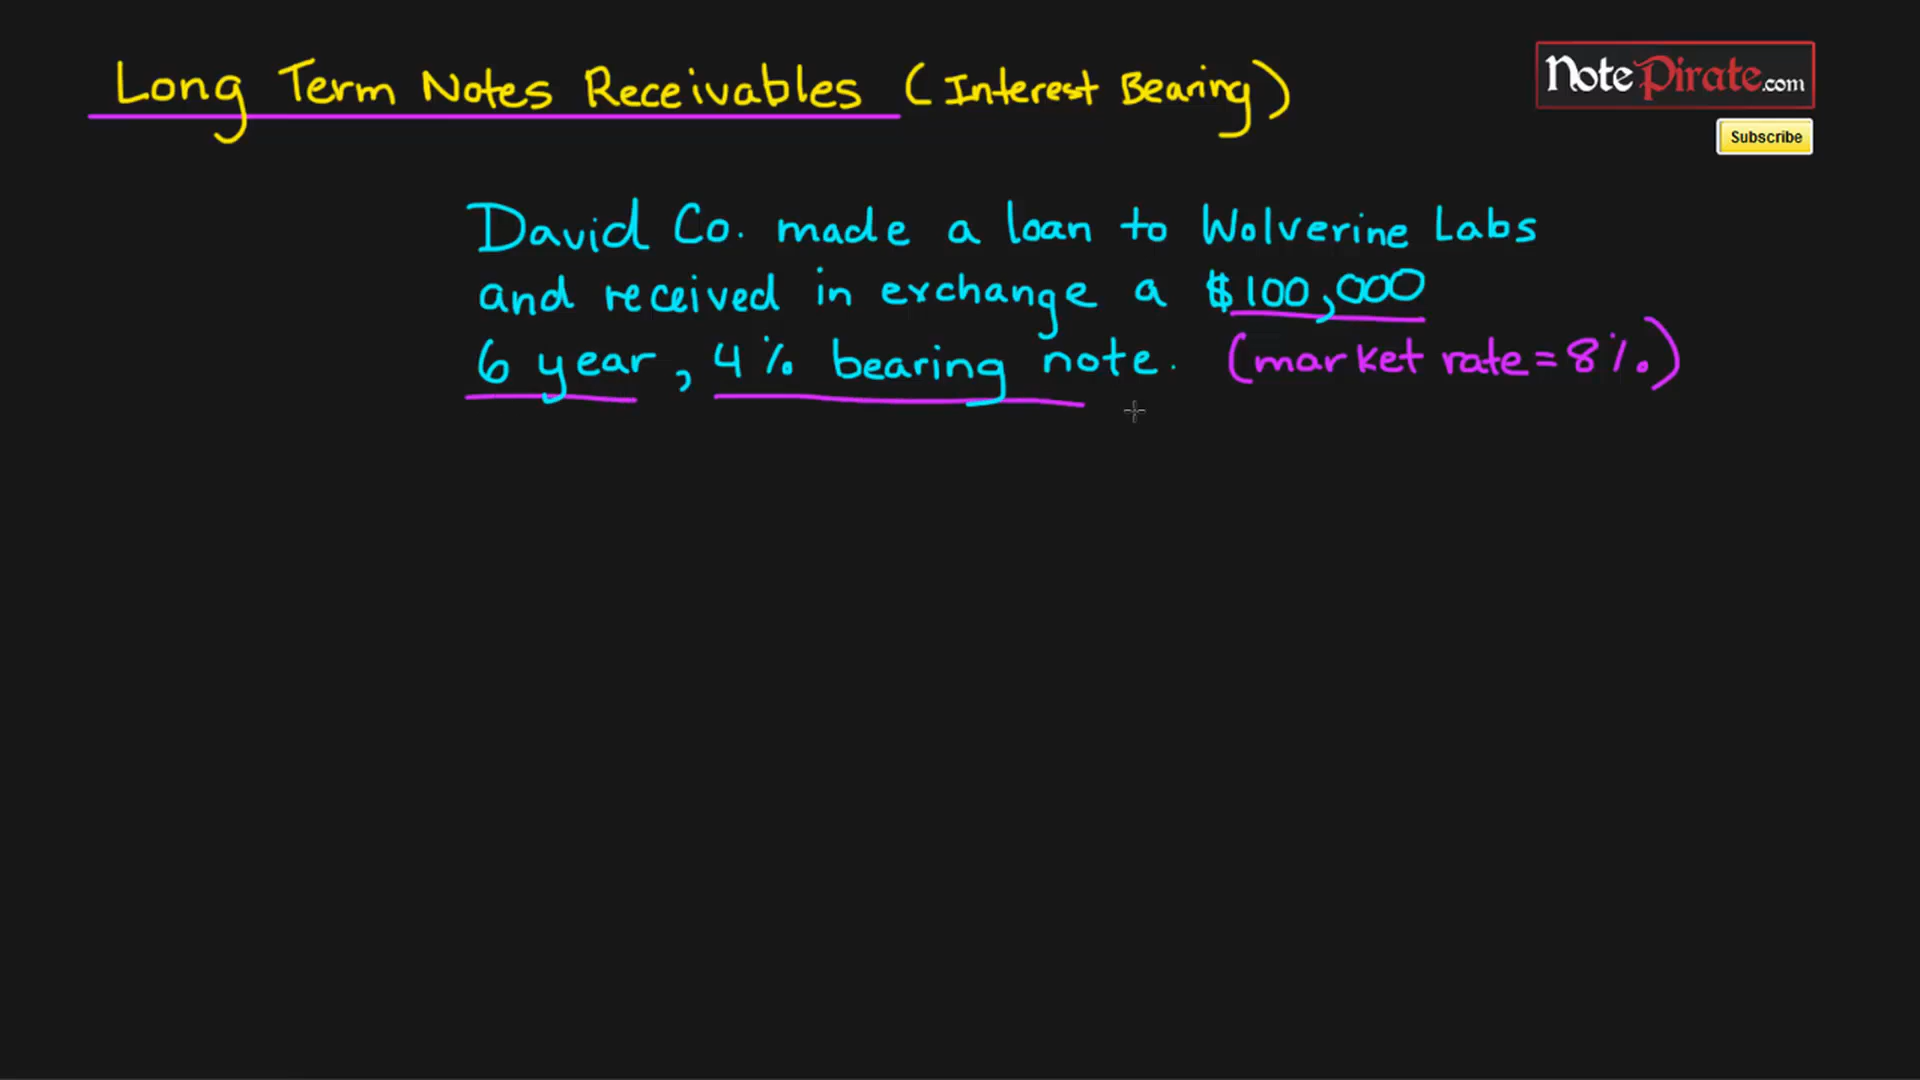 Long Term Notes Receivables (Interest Bearing)
NotePirate.com
Subscribe
David Co. made a loan to Wolverine Labs
and received in exchange a $100,000
6 year, 4% bearing note. (market rate = 8%)